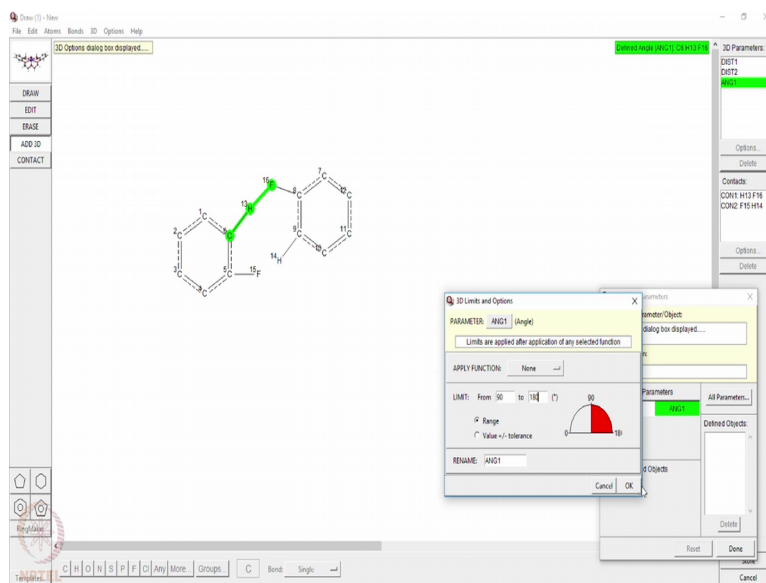 Draw (1) - New
File Edit Atoms Bonds 3D Options Help
3D Options dialog box displayed.....
Defined Angle [ANG1]: C6 H13 F16
3D Parameters:
DIST1
DIST2
ANG1
Options...
Delete
Contacts:
CON1: H13 F16
CON2: F15 H14
Options...
Delete
DRAW
EDIT
ERASE
ADD 3D
CONTACT
16 F
13 H
8 C
7 C
12 C
11 C
10 C
9 C
14 H
1 C
2 C
3 C
4 C
5 C
6 C
15 F
3D Limits and Options
PARAMETER: ANG1 (Angle)
Limits are applied after application of any selected function
APPLY FUNCTION: None
LIMIT: From 90 to 180 (°)
Range
Value +/- tolerance
90
0
RENAME: ANG1
Cancel OK
dialog box displayed.....
Parameters
ANG1
All Parameters...
Defined Objects:
Delete
Reset Done
RingMaker
Templates...
C H O N S P F Cl Any More... Groups... C Bond: Single
Cancel
NPTEL